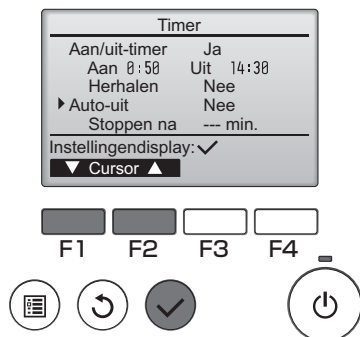 Timer
Aan/uit-timer Ja
Aan 0:50 Uit 14:30
Herhalen Nee
Auto-uit Nee
Stoppen na --- min.
Instellingendisplay:✓
▼ Cursor ▲
F1 F2 F3 F4